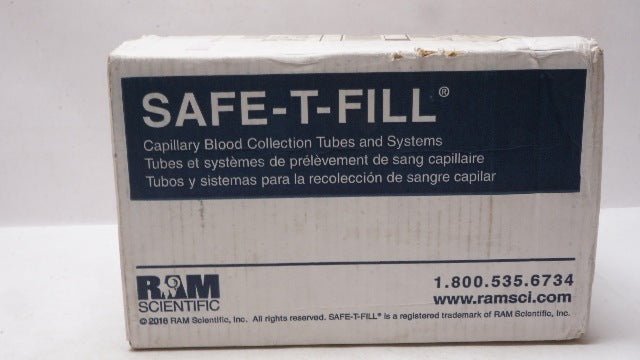 SAFE-T-FILL®
Capillary Blood Collection Tubes and Systems
Tubes et systèmes de prélèvement de sang capillaire
Tubos y sistemas para la recolección de sangre capilar
RAM
SCIENTIFIC
1.800.535.6734
www.ramsci.com
© 2016 RAM Scientific, Inc. All rights reserved. SAFE-T-FILL® is a registered trademark of RAM Scientific, Inc.